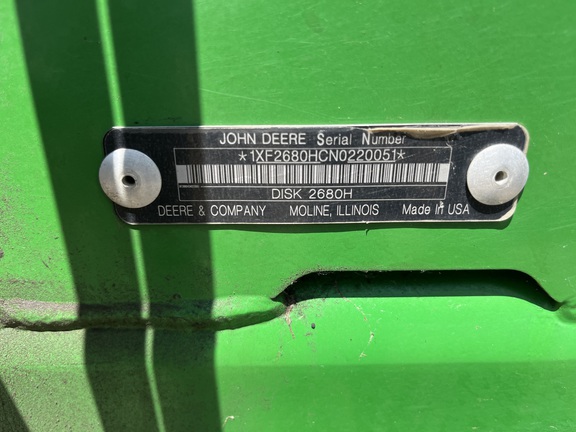 JOHN DEERE Serial Number
*1XF2680HCN0220051*
DISK 2680H
DEERE & COMPANY MOLINE, ILLINOIS Made In USA